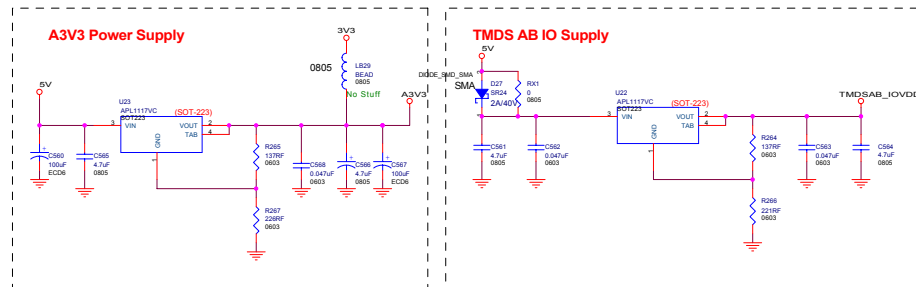 A3V3 Power Supply
3V3
0805
LB29
BEAD
0805
No Stuff
A3V3
5V
U23
APL1117VC
SOT223
(SOT-223)
3
VIN
VOUT
2
TAB
4
GND
1
C560
100uF
ECD6
C565
4.7uF
0805
R265
137RF
0603
C568
0.047uF
0603
C566
4.7uF
0805
C567
100uF
ECD6
R267
226RF
0603
TMDS AB IO Supply
5V
DIODE_SMD_SMA
SMA
D27
SR24
2A/40V
RX1
0
0805
U22
APL1117VC
SOT223
(SOT-223)
3
VIN
VOUT
2
TAB
4
GND
1
TMDSAB_IOVDD
C561
4.7uF
0805
C562
0.047uF
0603
R264
137RF
0603
C563
0.047uF
0603
C564
4.7uF
0805
R266
221RF
0603